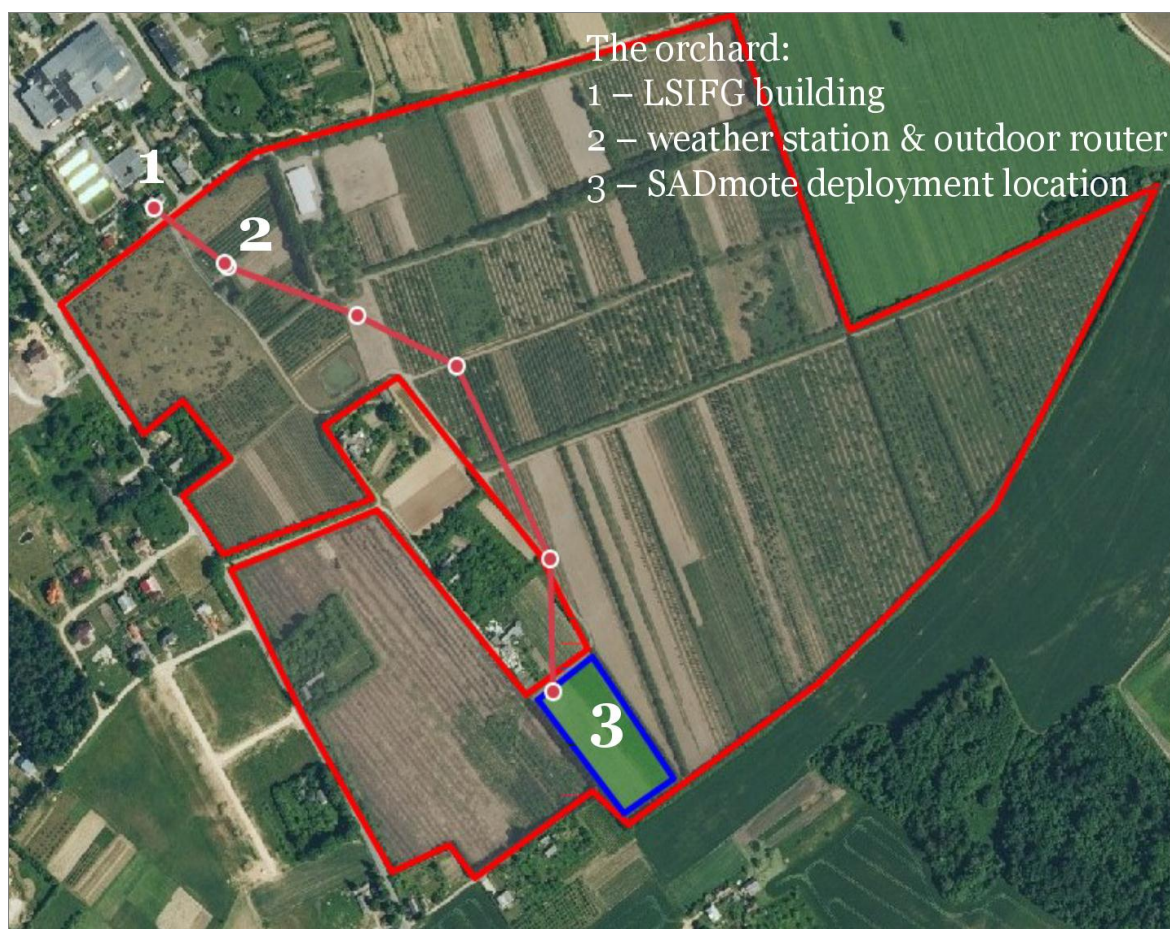 The orchard:
1 – LSIFG building
2 – weather station & outdoor router
3 – SADmote deployment location
1
2
3